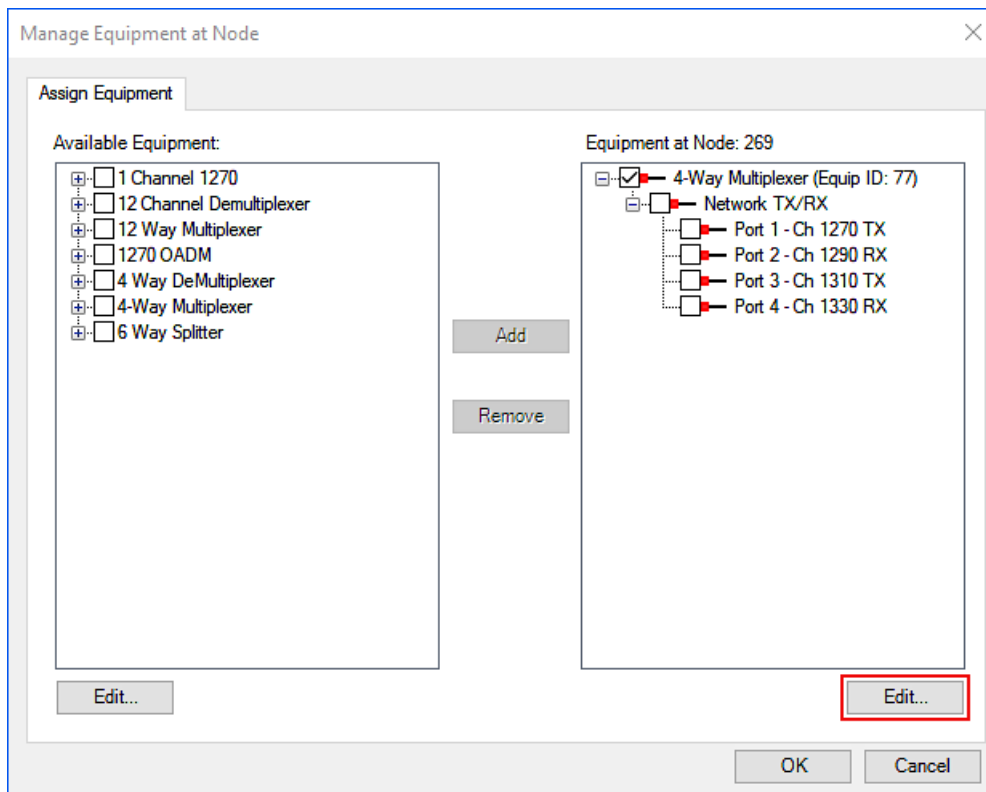 Manage Equipment at Node
Assign Equipment
Available Equipment:
1 Channel 1270
12 Channel Demultiplexer
12 Way Multiplexer
1270 OADM
4 Way DeMultiplexer
4-Way Multiplexer
6 Way Splitter
Edit...
Add
Remove
Equipment at Node: 269
4-Way Multiplexer (Equip ID: 77)
Network TX/RX
Port 1 - Ch 1270 TX
Port 2 - Ch 1290 RX
Port 3 - Ch 1310 TX
Port 4 - Ch 1330 RX
Edit...
OK
Cancel